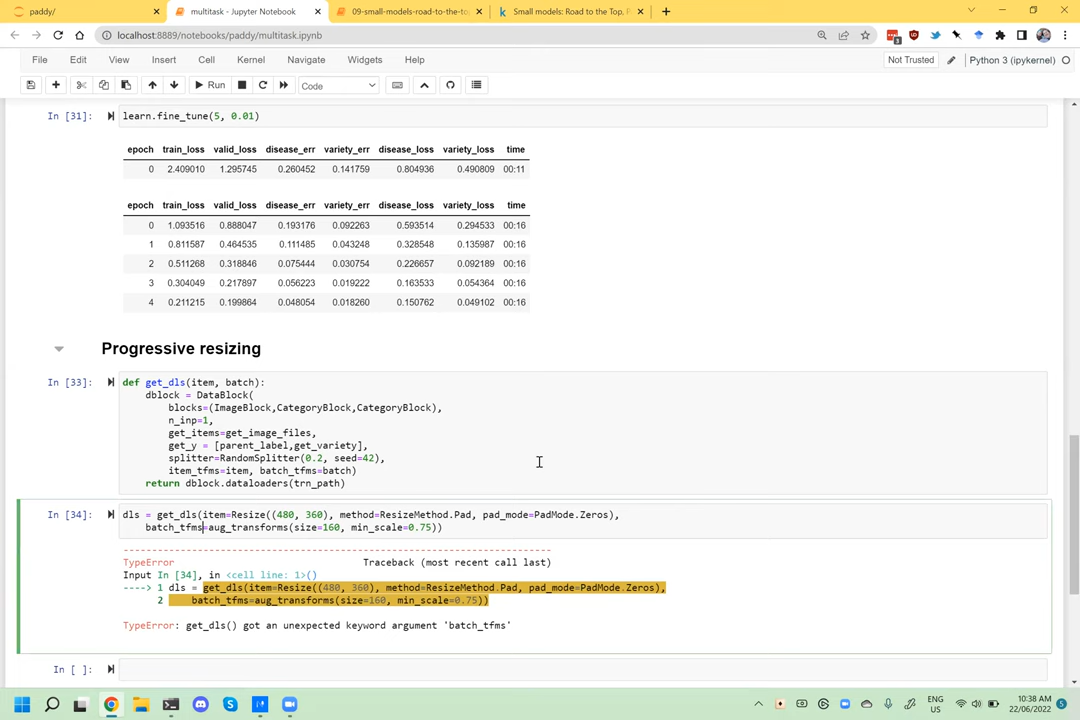 paddy/
multitask - Jupyter Notebook
09-small-models-road-to-the-to
Small models: Road to the Top, P
localhost:8889/notebooks/paddy/multitask.ipynb
File Edit View Insert Cell Kernel Navigate Widgets Help
Not Trusted
Python 3 (ipykernel)
Run
Code
In [31]:
learn.fine_tune(5, 0.01)
epoch train_loss valid_loss disease_err variety_err disease_loss variety_loss time
0 2.409010 1.295745 0.260452 0.141759 0.804936 0.490809 00:11
epoch train_loss valid_loss disease_err variety_err disease_loss variety_loss time
0 1.093516 0.888047 0.193176 0.092263 0.593514 0.294533 00:16
1 0.811587 0.464535 0.111485 0.043248 0.328548 0.135987 00:16
2 0.511268 0.318846 0.075444 0.030754 0.226657 0.092189 00:16
3 0.304049 0.217897 0.056223 0.019222 0.163533 0.054364 00:16
4 0.211215 0.199864 0.048054 0.018260 0.150762 0.049102 00:16
Progressive resizing
In [33]:
def get_dls(item, batch):
dblock = DataBlock(
blocks=(ImageBlock,CategoryBlock,CategoryBlock),
n_inp=1,
get_items=get_image_files,
get_y = [parent_label,get_variety],
splitter=RandomSplitter(0.2, seed=42),
item_tfms=item, batch_tfms=batch)
return dblock.dataloaders(trn_path)
In [34]:
dls = get_dls(item=Resize((480, 360), method=ResizeMethod.Pad, pad_mode=PadMode.Zeros),
batch_tfms=aug_transforms(size=160, min_scale=0.75))
---------------------------------------------------------------------------
TypeError Traceback (most recent call last)
Input In [34], in <cell line: 1>()
----> 1 dls = get_dls(item=Resize((480, 360), method=ResizeMethod.Pad, pad_mode=PadMode.Zeros),
2 batch_tfms=aug_transforms(size=160, min_scale=0.75))
TypeError: get_dls() got an unexpected keyword argument 'batch_tfms'
In [ ]:
ENG
US
10:38 AM
22/06/2022